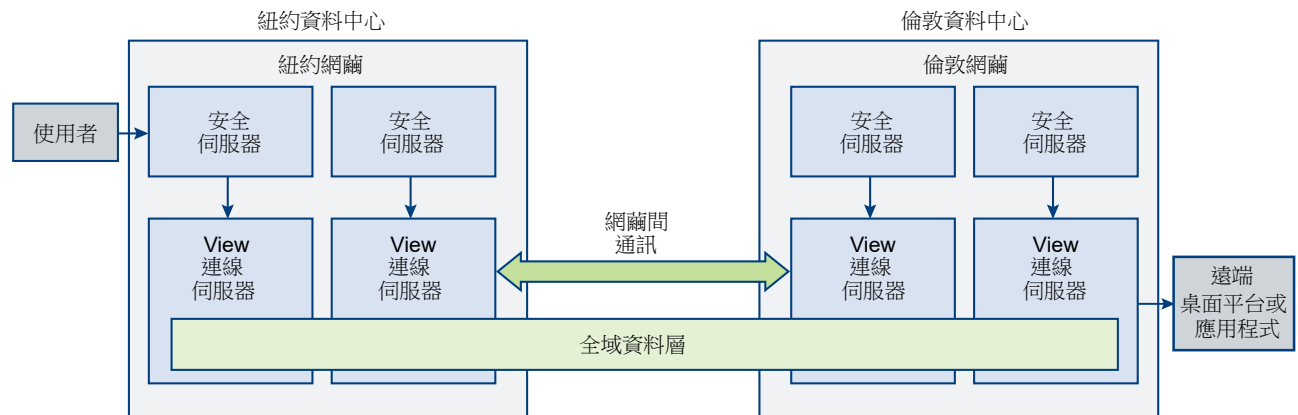 紐約資料中心
倫敦資料中心
紐約網繭
倫敦網繭
使用者
安全
伺服器
安全
伺服器
安全
伺服器
安全
伺服器
網繭間
通訊
View
連線
伺服器
View
連線
伺服器
View
連線
伺服器
View
連線
伺服器
遠端
桌面平台或
應用程式
全域資料層